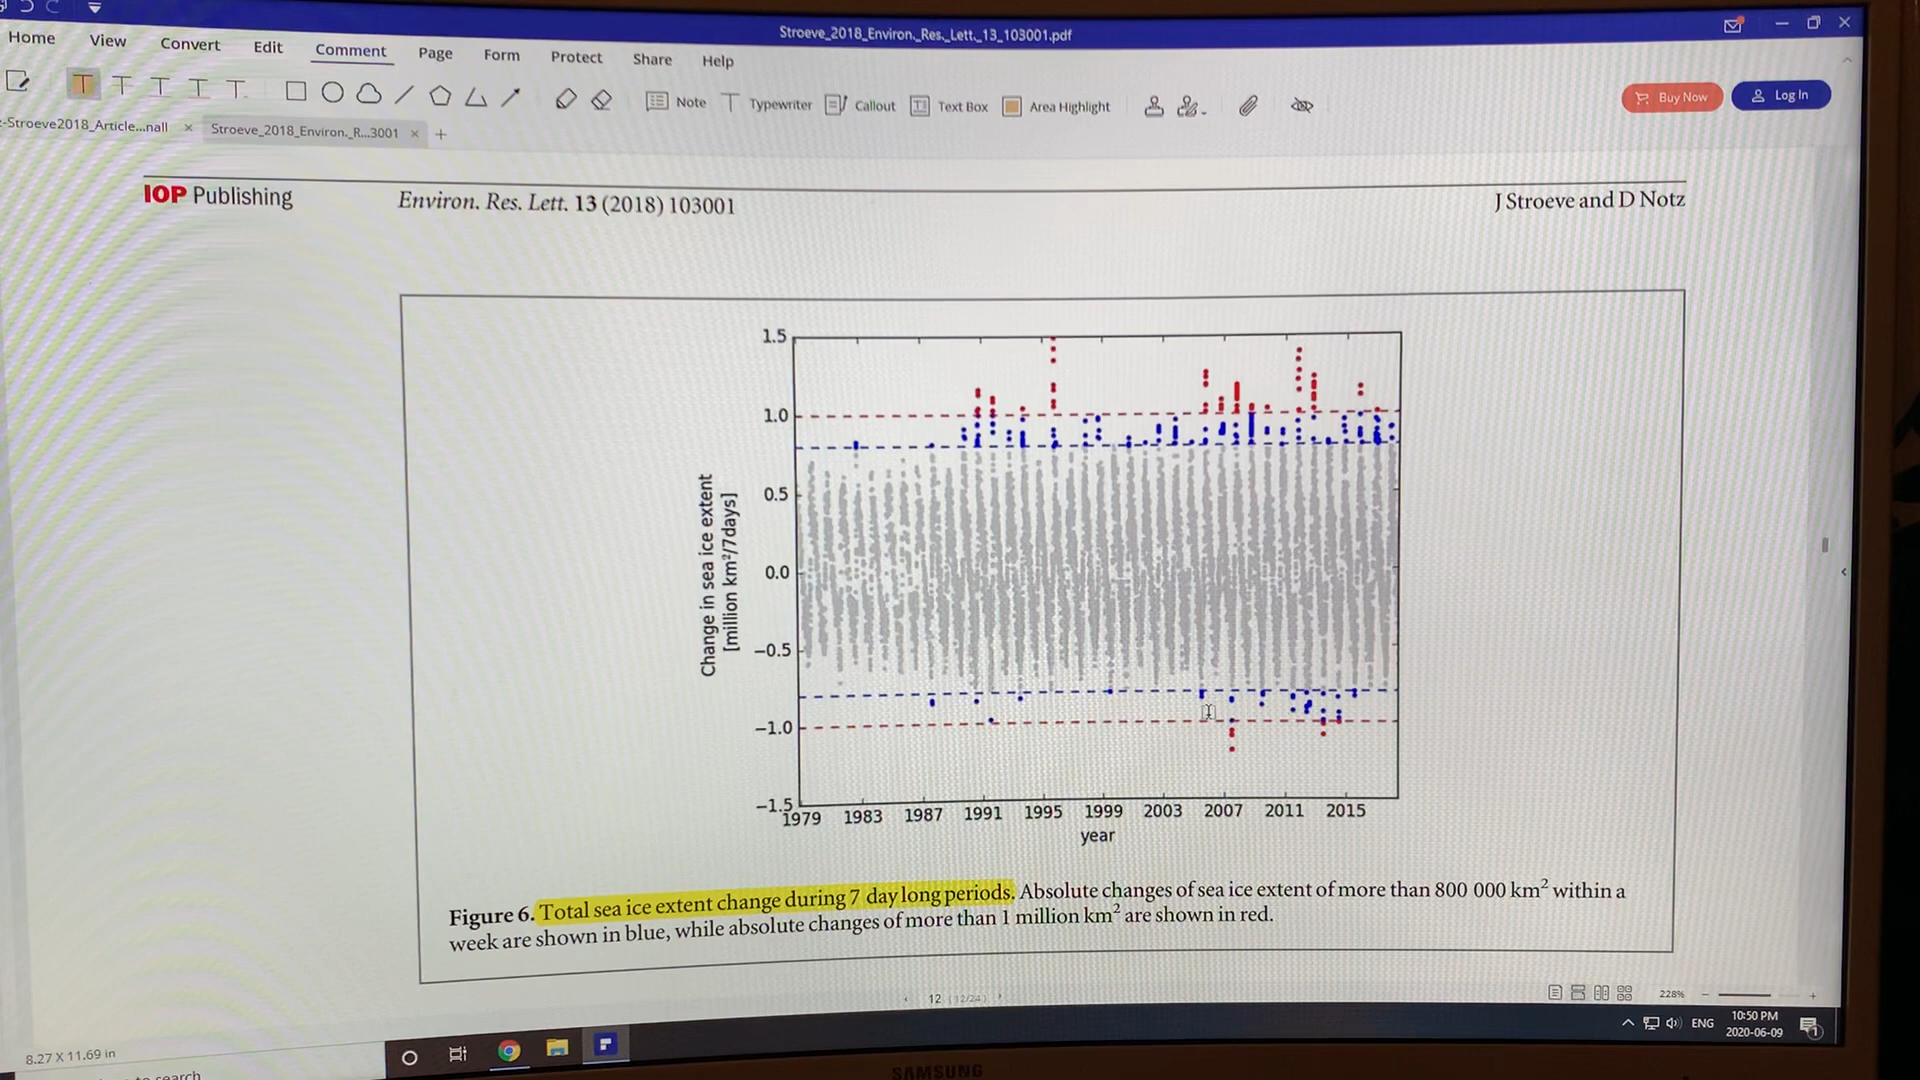 Stroeve_2018_Environ._Res._Lett._13_103001.pdf
Home View Convert Edit Comment Page Form Protect Share Help
Note Typewriter Callout Text Box Area Highlight Buy Now Log In
-Stroeve2018_Article...nall × Stroeve_2018_Environ._R...3001 × +
IOP Publishing Environ. Res. Lett. 13 (2018) 103001 J Stroeve and D Notz
1.5
1.0
0.5
0.0
−0.5
−1.0
−1.5
Change in sea ice extent
[million km²/7days]
1979 1983 1987 1991 1995 1999 2003 2007 2011 2015
year
Figure 6. Total sea ice extent change during 7 day long periods. Absolute changes of sea ice extent of more than 800 000 km² within a
week are shown in blue, while absolute changes of more than 1 million km² are shown in red.
12 (12/24)
228%
8.27 X 11.69 in
search
ENG
10:50 PM
2020-06-09
1
SAMSUNG